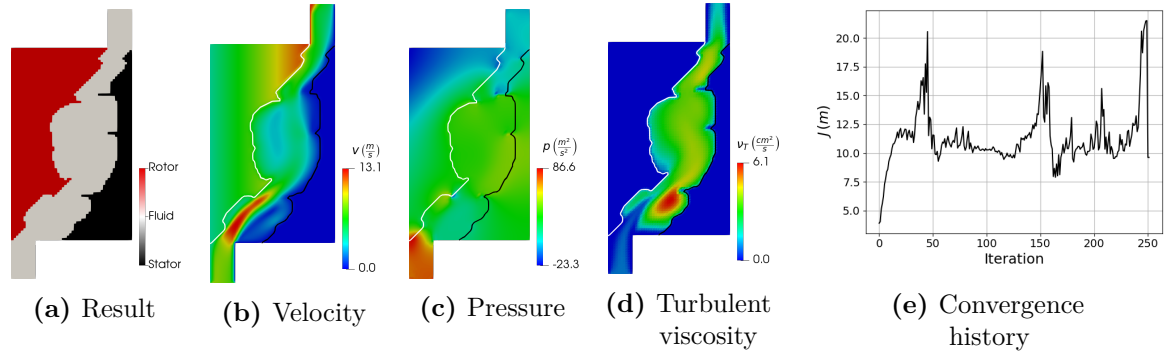 Rotor
Fluid
Stator
v (m/s)
13.1
0.0
p (m²/s²)
86.6
-23.3
ν_T (cm²/s)
6.1
0.0
J (m)
20.0
17.5
15.0
12.5
10.0
7.5
5.0
0 50 100 150 200 250
Iteration
(a) Result
(b) Velocity
(c) Pressure
(d) Turbulent
viscosity
(e) Convergence
history